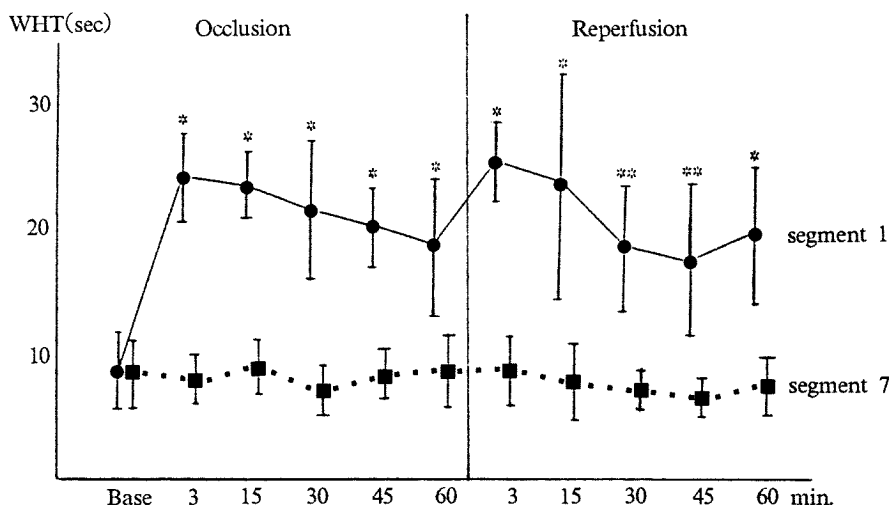 WHT(sec)
Occlusion
Reperfusion
30
20
10
* * * * * * * ** ** *
segment 1
segment 7
Base 3 15 30 45 60 3 15 30 45 60 min.